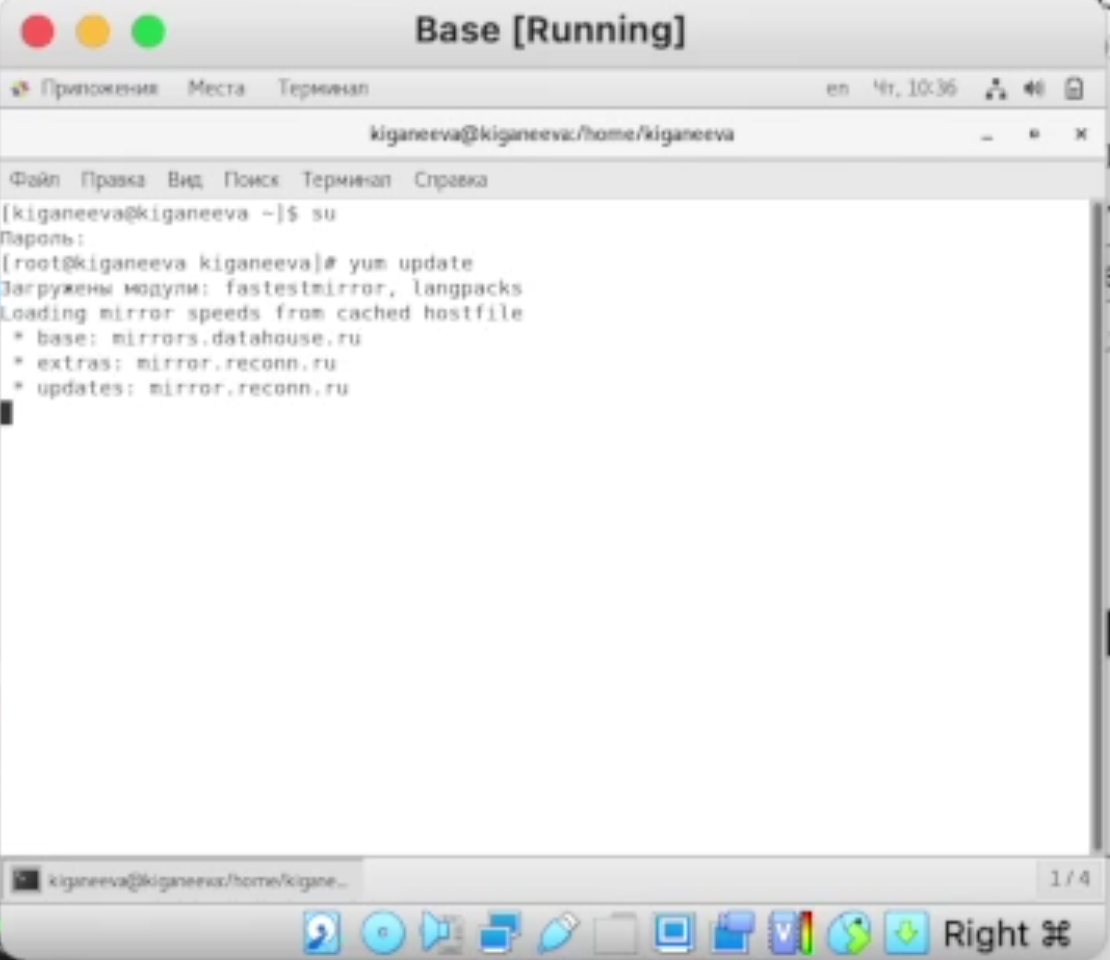 Base [Running]
Приложения Места Терминал en Чт, 10:36
kiganeeva@kiganeeva:/home/kiganeeva
Файл Правка Вид Поиск Терминал Справка
[kiganeeva@kiganeeva ~]$ su
Пароль:
[root@kiganeeva kiganeeva]# yum update
Загружены модули: fastestmirror, langpacks
Loading mirror speeds from cached hostfile
* base: mirrors.datahouse.ru
* extras: mirror.reconn.ru
* updates: mirror.reconn.ru
kiganeeva@kiganeeva:/home/kigane... 1 / 4
Right ⌘